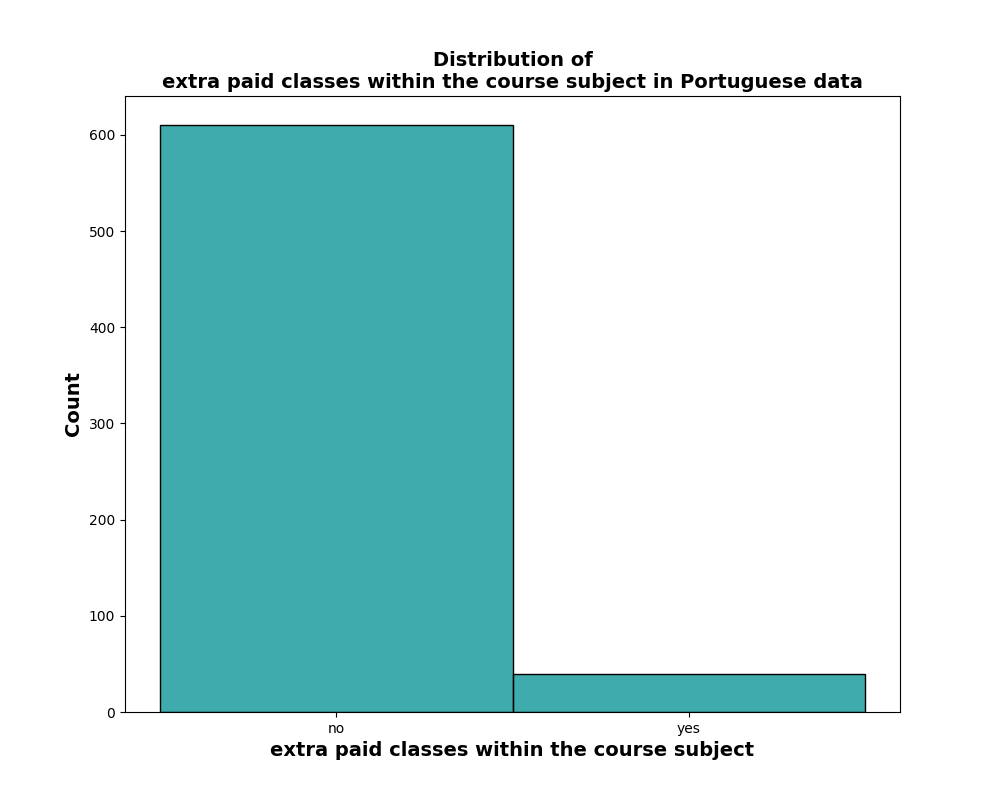 Distribution of
extra paid classes within the course subject in Portuguese data
Count
600
500
400
300
200
100
0
no yes
extra paid classes within the course subject